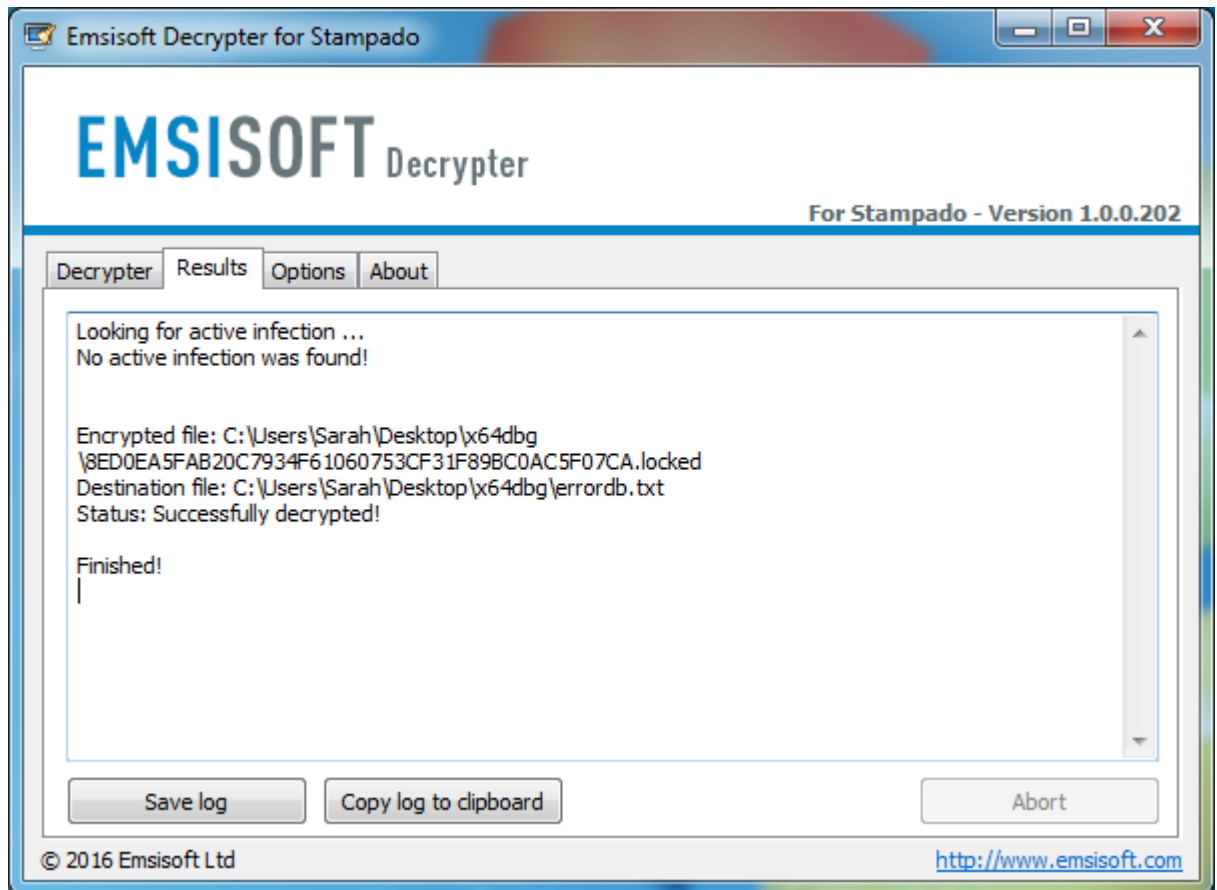 Emsisoft Decrypter for Stampado
EMSISOFT Decrypter
For Stampado - Version 1.0.0.202
Decrypter Results Options About
Looking for active infection ...
No active infection was found!
Encrypted file: C:\Users\Sarah\Desktop\x64dbg
\8ED0EA5FAB20C7934F61060753CF31F89BC0AC5F07CA.locked
Destination file: C:\Users\Sarah\Desktop\x64dbg\errordb.txt
Status: Successfully decrypted!
Finished!
Save log Copy log to clipboard Abort
© 2016 Emsisoft Ltd http://www.emsisoft.com